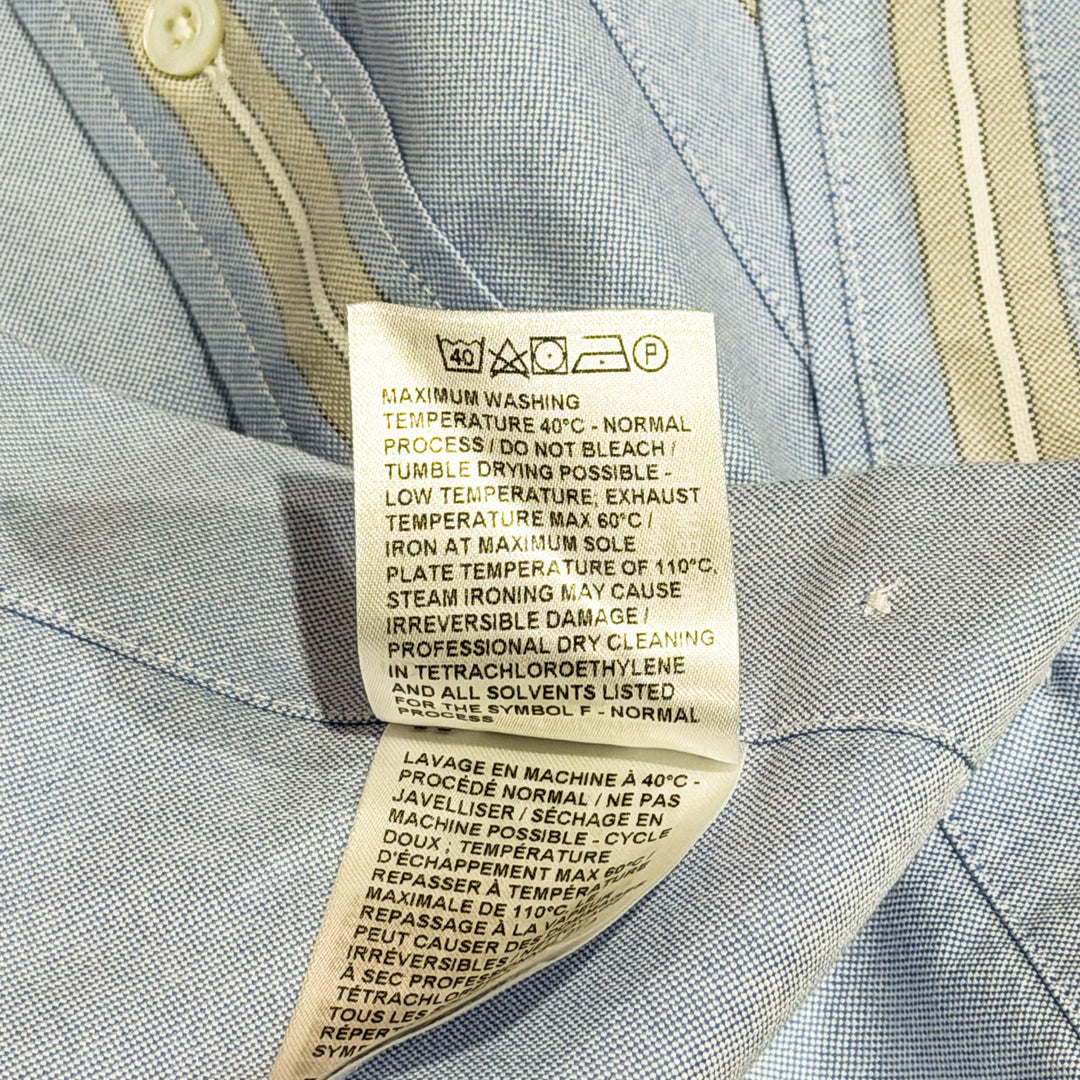 40 P
MAXIMUM WASHING
TEMPERATURE 40°C - NORMAL
PROCESS / DO NOT BLEACH /
TUMBLE DRYING POSSIBLE -
LOW TEMPERATURE; EXHAUST
TEMPERATURE MAX 60°C /
IRON AT MAXIMUM SOLE
PLATE TEMPERATURE OF 110°C,
STEAM IRONING MAY CAUSE
IRREVERSIBLE DAMAGE /
PROFESSIONAL DRY CLEANING
IN TETRACHLOROETHYLENE
AND ALL SOLVENTS LISTED
FOR THE SYMBOL F - NORMAL
PROCESS
LAVAGE EN MACHINE À 40°C -
PROCÉDÉ NORMAL / NE PAS
JAVELLISER / SÉCHAGE EN
MACHINE POSSIBLE - CYCLE
DOUX ; TEMPÉRATURE
D'ÉCHAPPEMENT MAX 60°C /
REPASSER À TEMPÉRATURE
MAXIMALE DE 110°C
REPASSAGE À LA
PEUT CAUSER DES
IRRÉVERSIBLES /
À SEC
TOUS